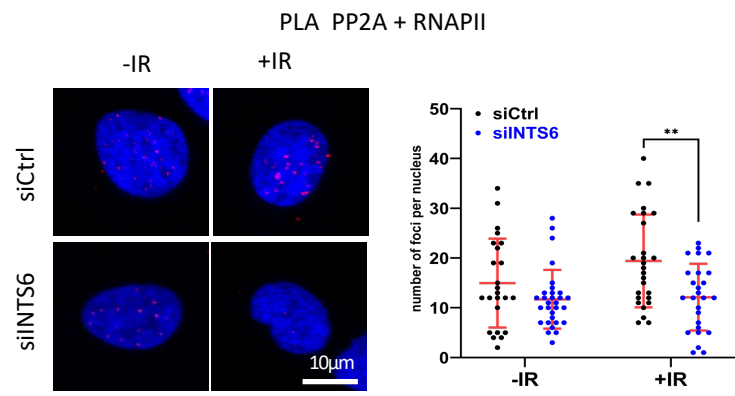 PLA PP2A + RNAPII
-IR
+IR
siCtrl
siINTS6
10µm
number of foci per nucleus
50
40
30
20
10
0
siCtrl
siINTS6
**
-IR
+IR